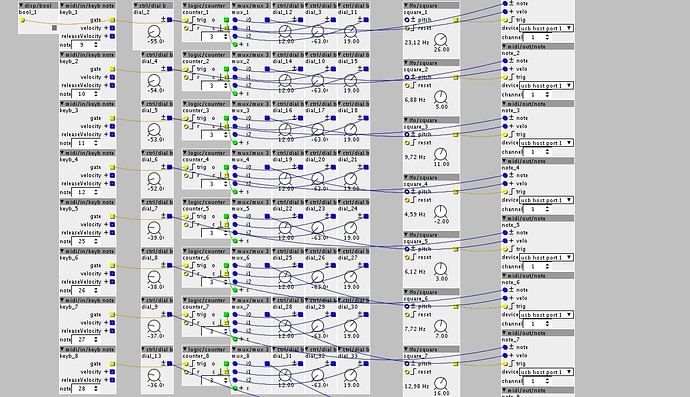 disp/bool
bool_1
midi/in/keyb note
keyb_1
gate
velocity
releaseVelocity
note 9
ctrl/dial b
dial_2
-55.0
logic/counter
counter_1
trig o
r c
3
mux/mux 3
mux_1
i0
i1
i2
s
ctrl/dial b
12.00
ctrl/dial b
-63.0
ctrl/dial b
19.00
lfo/square
square_1
pitch
reset
23,12 Hz
26.00
velo
trig
device usb host port 1
channel 1
keyb_2
gate
velocity
releaseVelocity
note 10
ctrl/dial b
dial_4
-54.0
logic/counter
counter_2
trig o
r c
3
mux/mux 3
mux_2
i0
i1
i2
s
ctrl/dial b
dial_14
12.00
ctrl/dial b
dial_10
-63.0
ctrl/dial b
dial_15
19.00
lfo/square
square_2
pitch
reset
6,88 Hz
5.00
midi/out/note
note_2
note
velo
trig
device usb host port 1
channel 1
midi/in/keyb note
keyb_3
gate
velocity
releaseVelocity
note 11
ctrl/dial b
dial_5
-53.0
logic/counter
counter_3
trig o
r c
3
mux/mux 3
mux_3
i0
i1
i2
ctrl/dial b
dial_16
12.00
ctrl/dial b
dial_17
-63.0
ctrl/dial b
dial_18
19.00
lfo/square
square_3
pitch
reset
9,72 Hz
11.00
midi/out/note
note_3
note
velo
trig
device usb host port 1
channel 1
midi/in/keyb note
keyb_4
gate
velocity
releaseVelocity
note 12
ctrl/dial b
dial_6
-52.0
logic/counter
counter_4
trig o
r c
3
mux/mux 3
mux_4
i0
i1
i2
s
ctrl/dial b
dial_19
12.00
ctrl/dial b
dial_20
-63.0
ctrl/dial b
dial_21
19.00
lfo/square
square_4
pitch
reset
4,59 Hz
-2.00
midi/out/note
note_4
note
velo
trig
device usb host port 1
channel 1
midi/in/keyb note
keyb_5
gate
velocity
releaseVelocity
note 25
ctrl/dial b
dial_7
-39.0
logic/counter
counter_5
trig o
3
mux/mux 3
mux_5
i0
i1
i2
ctrl/dial b
dial_22
12.00
ctrl/dial b
dial_23
-63.0
ctrl/dial b
dial_24
19.00
lfo/square
square_5
pitch
reset
6,12 Hz
3.00
midi/out/note
note_5
note
velo
trig
device usb host port 1
channel 1
midi/in/keyb note
keyb_6
gate
velocity
releaseVelocity
note 26
ctrl/dial b
dial_8
-38.0
logic/counter
counter_6
trig o
3
mux/mux 3
mux_6
i0
i1
i2
ctrl/dial b
dial_25
12.00
ctrl/dial b
dial_26
-63.0
ctrl/dial b
dial_27
19.00
lfo/square
square_6
pitch
reset
7,72 Hz
7.00
midi/out/note
note_6
note
velo
trig
device usb host port 1
channel 1
midi/in/keyb note
keyb_7
gate
velocity
releaseVelocity
note 27
ctrl/dial b
dial_9
-37.0
logic/counter
counter_7
trig o
3
mux/mux 3
mux_7
i0
i1
i2
ctrl/dial b
dial_28
12.00
ctrl/dial b
dial_29
-63.0
ctrl/dial b
dial_30
19.00
lfo/square
square_7
pitch
reset
12,98 Hz
16.00
midi/out/note
note_7
note
velo
trig
device usb host port 1
channel 1
midi/in/keyb note
keyb_8
gate
velocity
releaseVelocity
note 28
ctrl/dial b
dial_13
-36.0
logic/counter
counter_8
trig o
3
mux/mux 3
mux_8
i0
i1
i2
ctrl/dial b
dial_31
12.00
ctrl/dial b
-63.0
ctrl/dial b
dial_33
19.00
midi/out/note